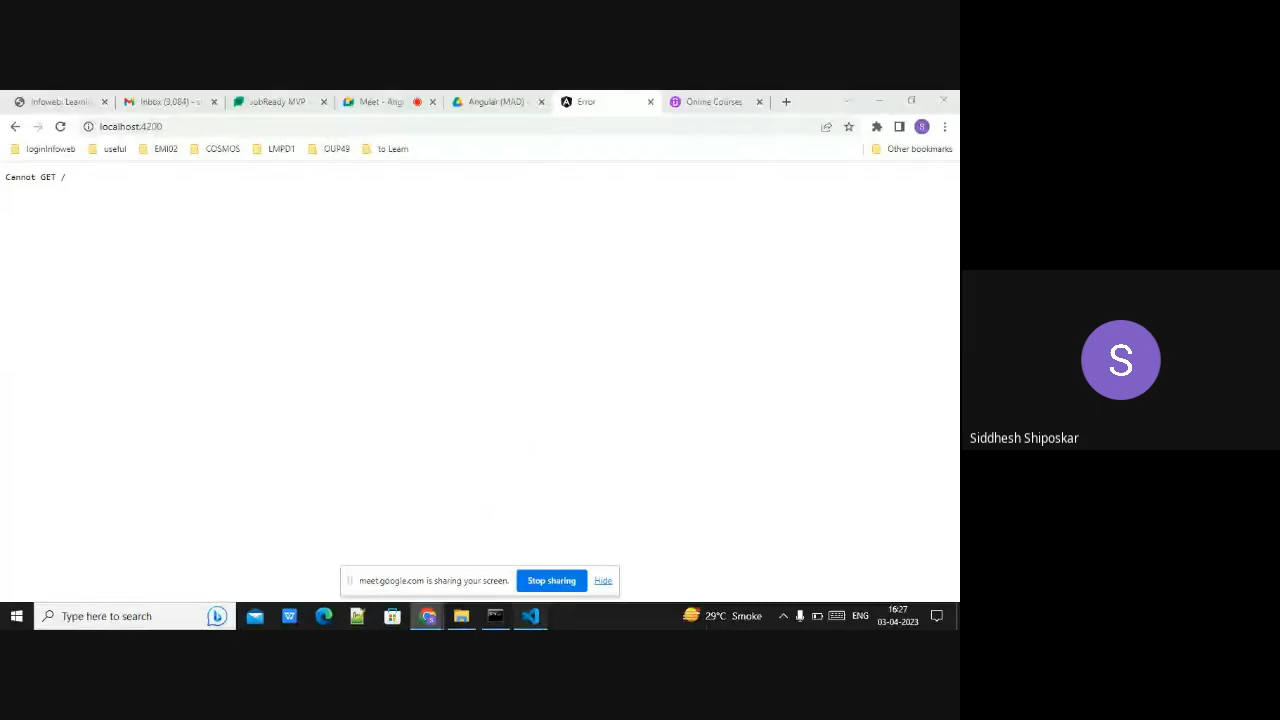 Infoweb: Learni
Inbox (3,084) - s
JobReady MVP
Meet - Ang
Angular (MAD) -
Error
Online Courses
localhost:4200
loginInfoweb
useful
EMI02
COSMOS
LMPD1
OUP49
to Learn
Other bookmarks
Cannot GET /
S
Siddhesh Shiposkar
meet.google.com is sharing your screen.
Stop sharing
Hide
Type here to search
29°C Smoke
ENG
16:27
03-04-2023